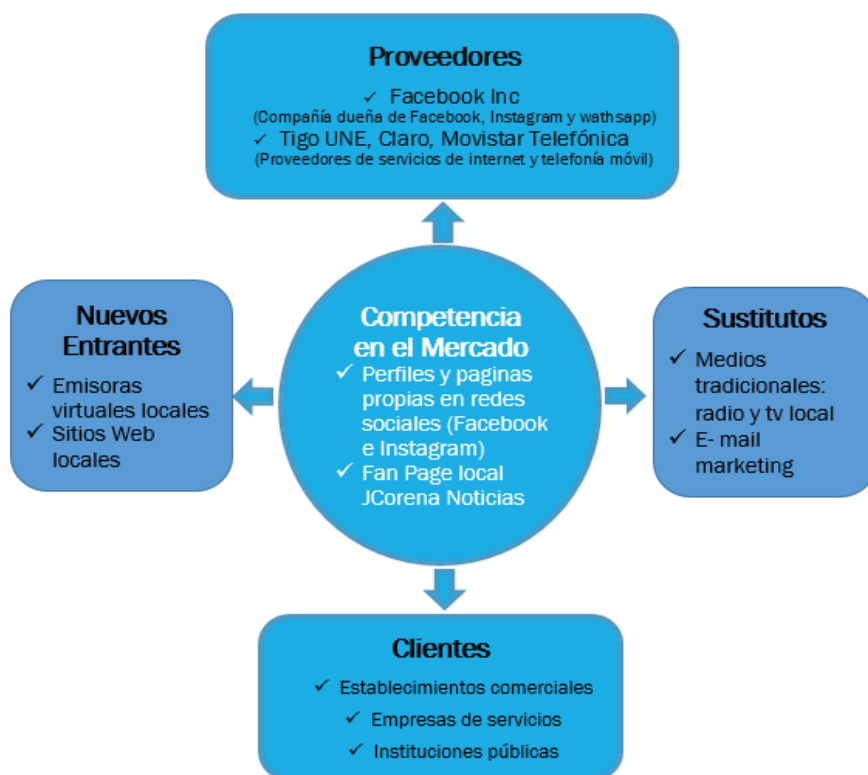 Proveedores
✓ Facebook Inc
(Compañía dueña de Facebook, Instagram y wathsapp)
✓ Tigo UNE, Claro, Movistar Telefónica
(Proveedores de servicios de internet y telefonía móvil)
Nuevos
Entrantes
✓ Emisoras
virtuales locales
✓ Sitios Web
locales
Competencia
en el Mercado
✓ Perfiles y paginas
propias en redes
sociales (Facebook
e Instagram)
✓ Fan Page local
JCorena Noticias
Sustitutos
✓ Medios
tradicionales:
radio y tv local
✓ E- mail
marketing
Clientes
✓ Establecimientos comerciales
✓ Empresas de servicios
✓ Instituciones públicas